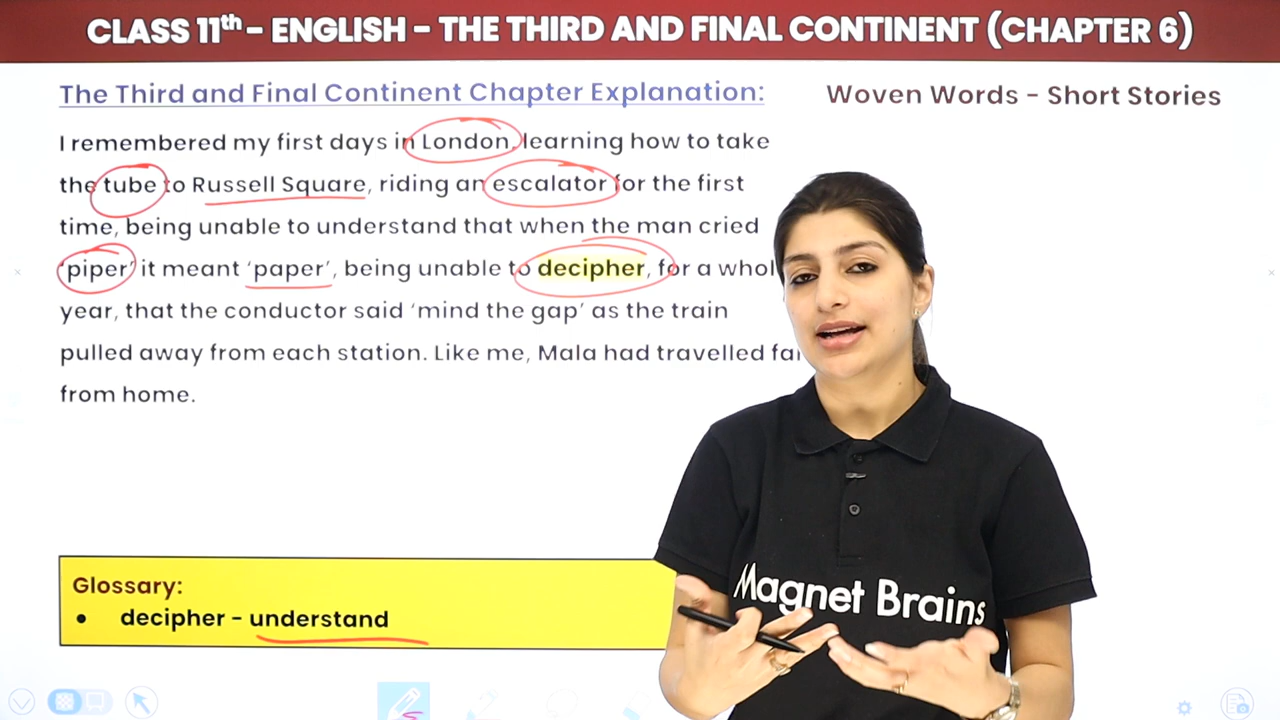 CLASS 11th – ENGLISH – THE THIRD AND FINAL CONTINENT (CHAPTER 6)
The Third and Final Continent Chapter Explanation:
Woven Words – Short Stories
I remembered my first days in London, learning how to take
the tube to Russell Square, riding an escalator for the first
time, being unable to understand that when the man cried
‘piper’ it meant ‘paper’, being unable to decipher, for a whol
year, that the conductor said ‘mind the gap’ as the train
pulled away from each station. Like me, Mala had travelled far
from home.
Glossary:
• decipher – understand
Magnet Brains